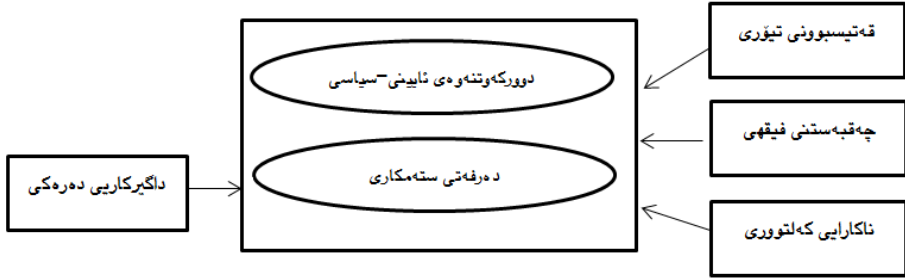 قەتیسبوونی تیۆری
دوورکەوتنەوەی ئایینی-سیاسی
چەقبەستنی فیقهی
دەرفەتی ستەمکاری
داگیرکاریی دەرەکی
ناکارایی کەلتووری